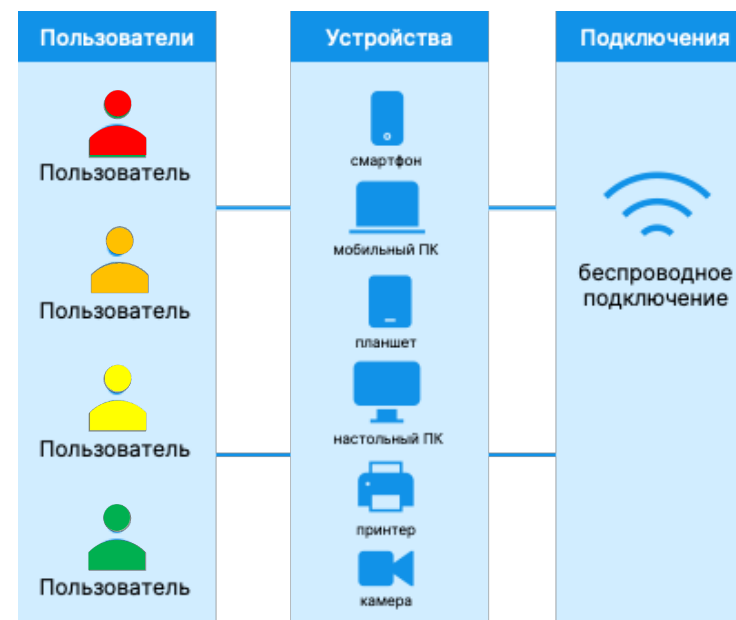 Пользователи
Пользователь
Пользователь
Пользователь
Пользователь
Устройства
смартфон
мобильный ПК
планшет
настольный ПК
принтер
камера
Подключения
беспроводное
подключение